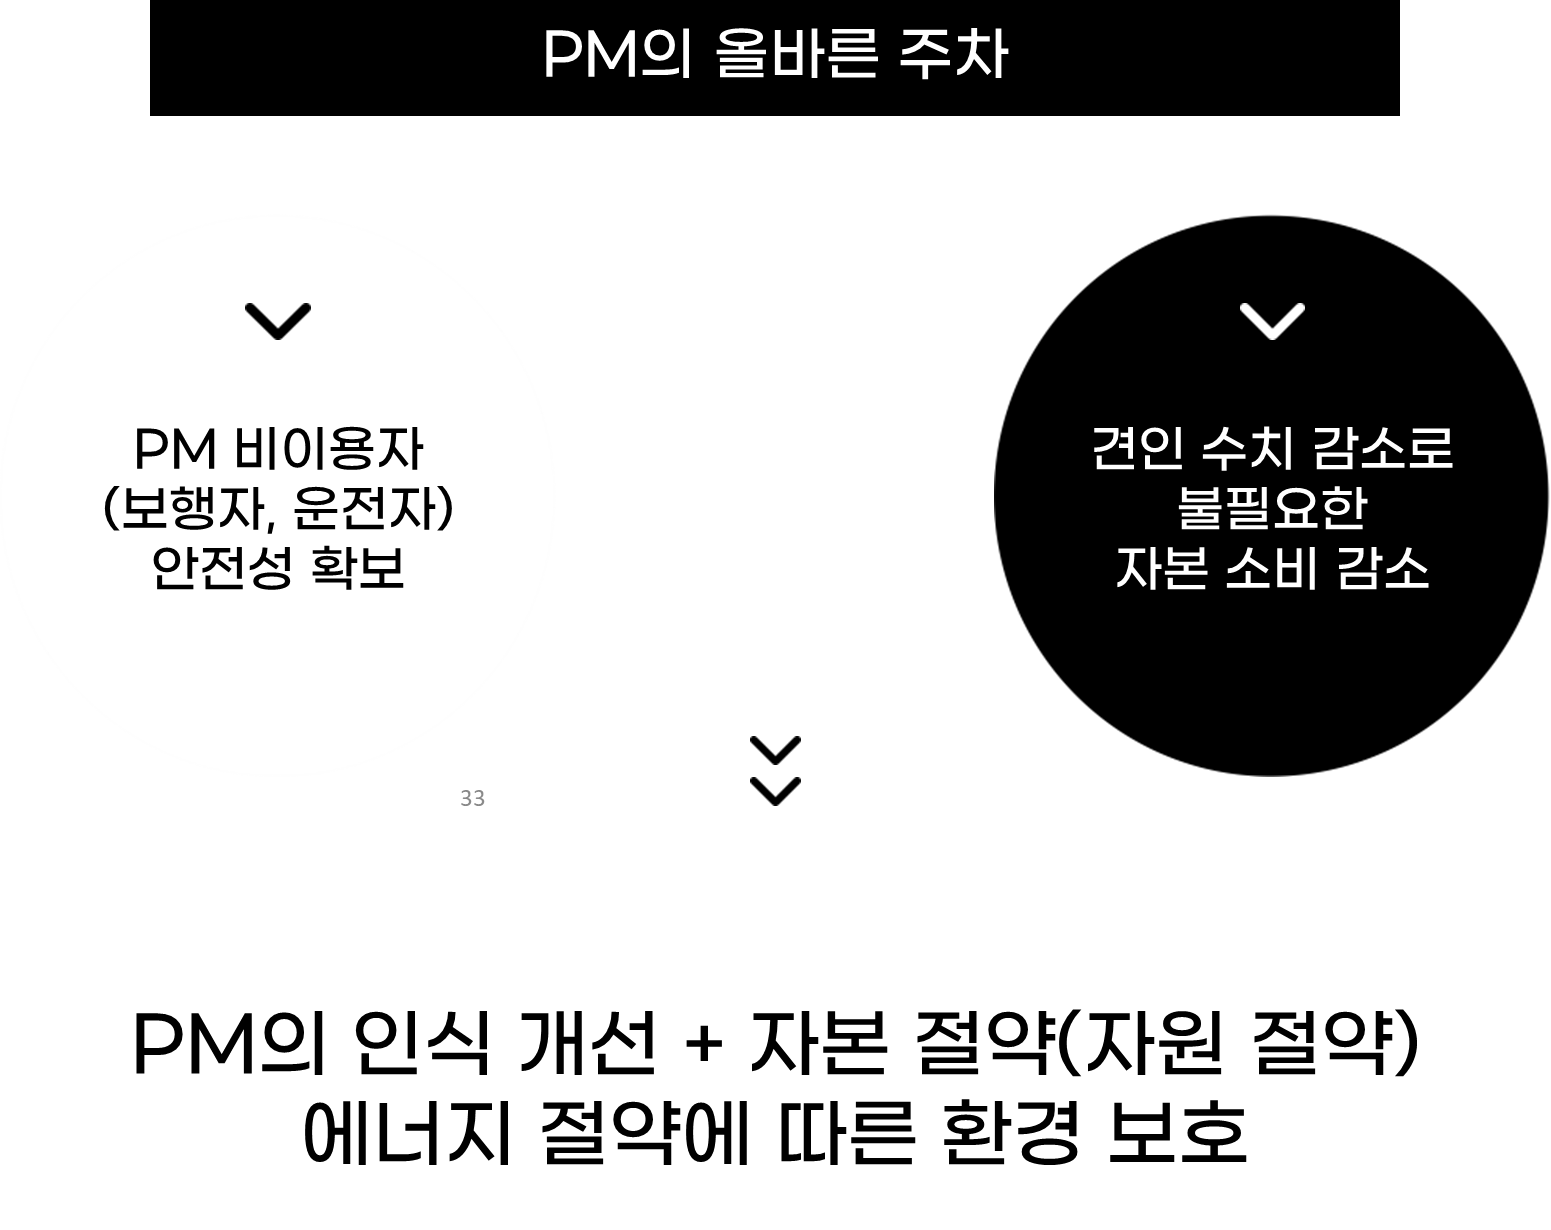 PM의 올바른 주차
PM 비이용자
(보행자, 운전자)
안전성 확보
견인 수치 감소로
불필요한
자본 소비 감소
33
PM의 인식 개선 + 자본 절약(자원 절약)
에너지 절약에 따른 환경 보호